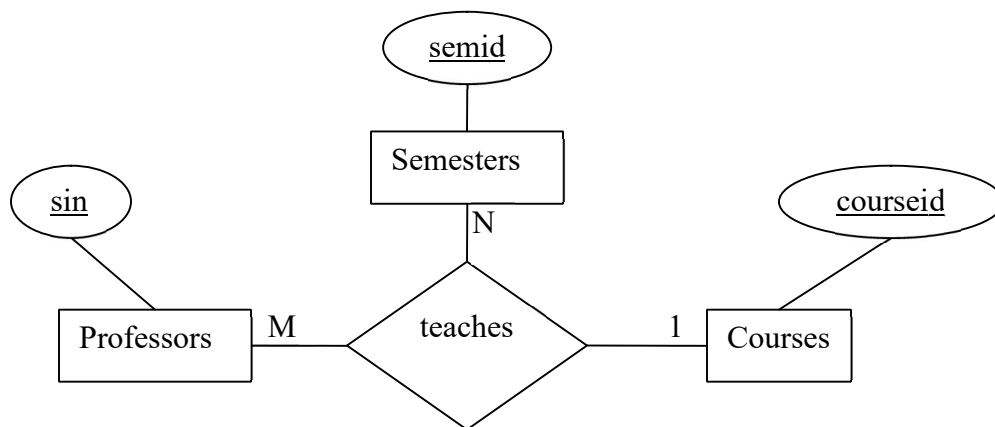 semid
Semesters
sin
courseid
N
Professors
M
teaches
1
Courses